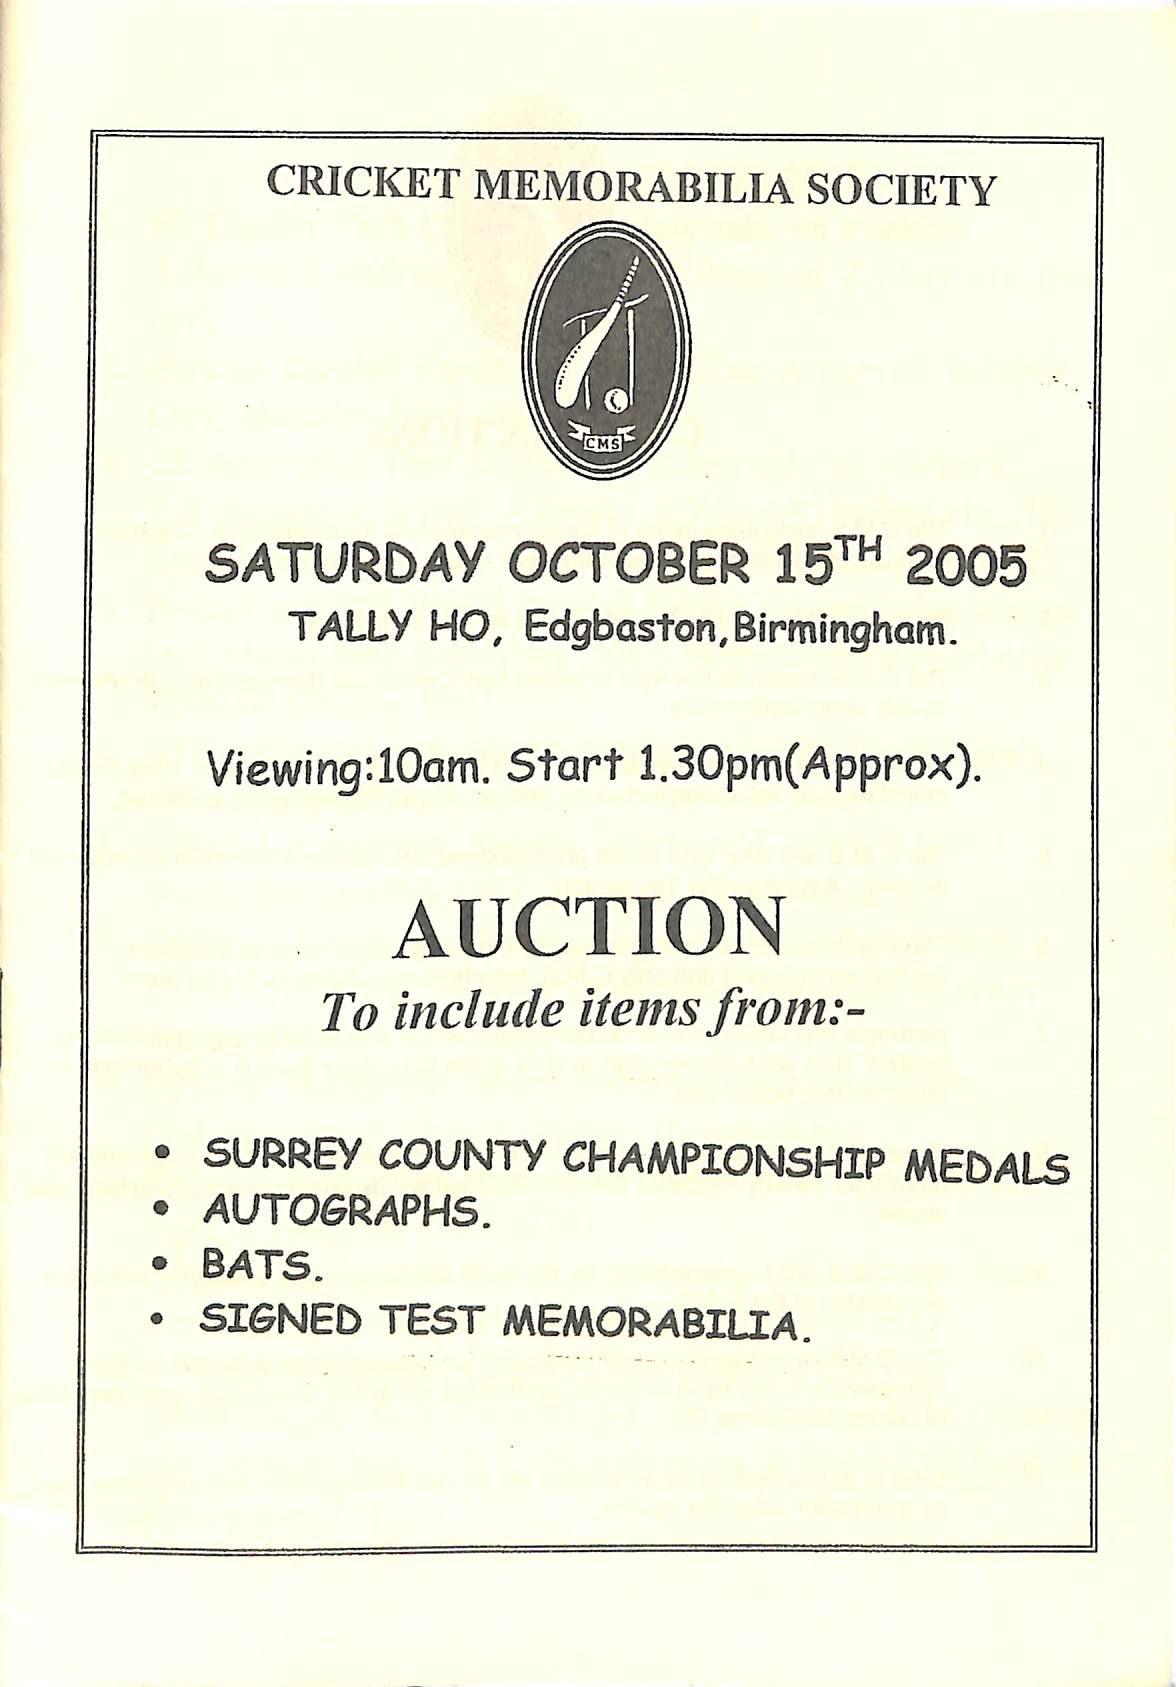 CRICKET MEMORABILIA SOCIETY
CMS
SATURDAY OCTOBER 15TH 2005
TALLY HO, Edgbaston,Birmingham.
Viewing:10am. Start 1.30pm(Approx).
AUCTION
To include items from:-
• SURREY COUNTY CHAMPIONSHIP MEDALS
• AUTOGRAPHS.
• BATS.
• SIGNED TEST MEMORABILIA.